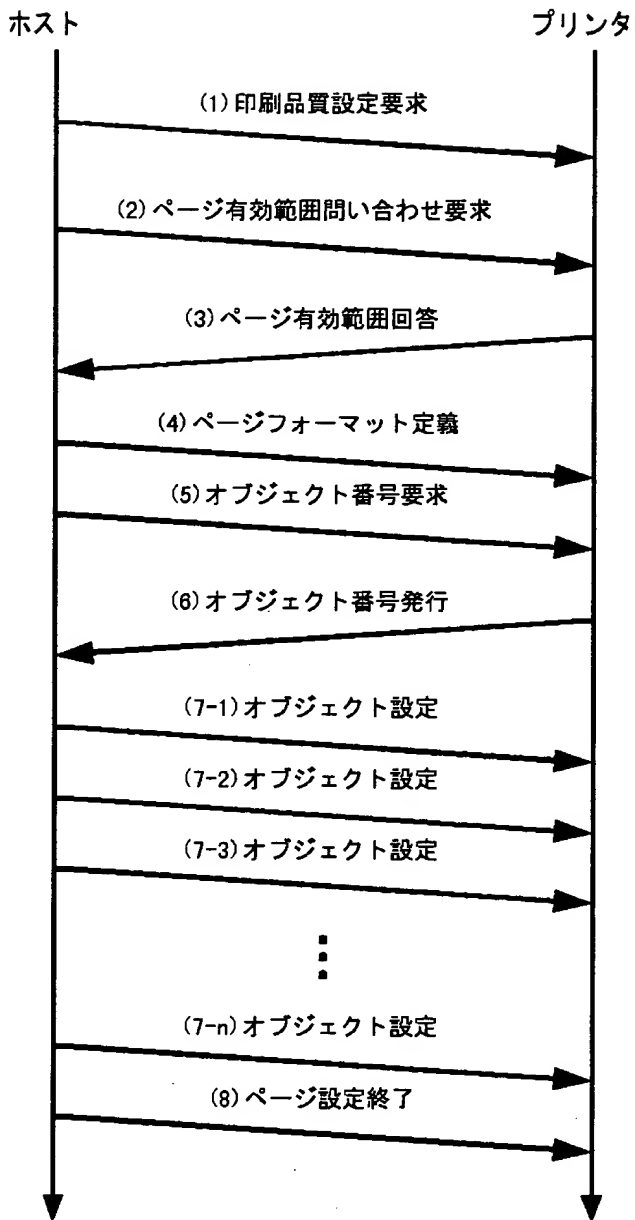 ホスト
プリンタ
(1)印刷品質設定要求
(2)ページ有効範囲問い合わせ要求
(3)ページ有効範囲回答
(4)ページフォーマット定義
(5)オブジェクト番号要求
(6)オブジェクト番号発行
(7-1)オブジェクト設定
(7-2)オブジェクト設定
(7-3)オブジェクト設定
(7-n)オブジェクト設定
(8)ページ設定終了